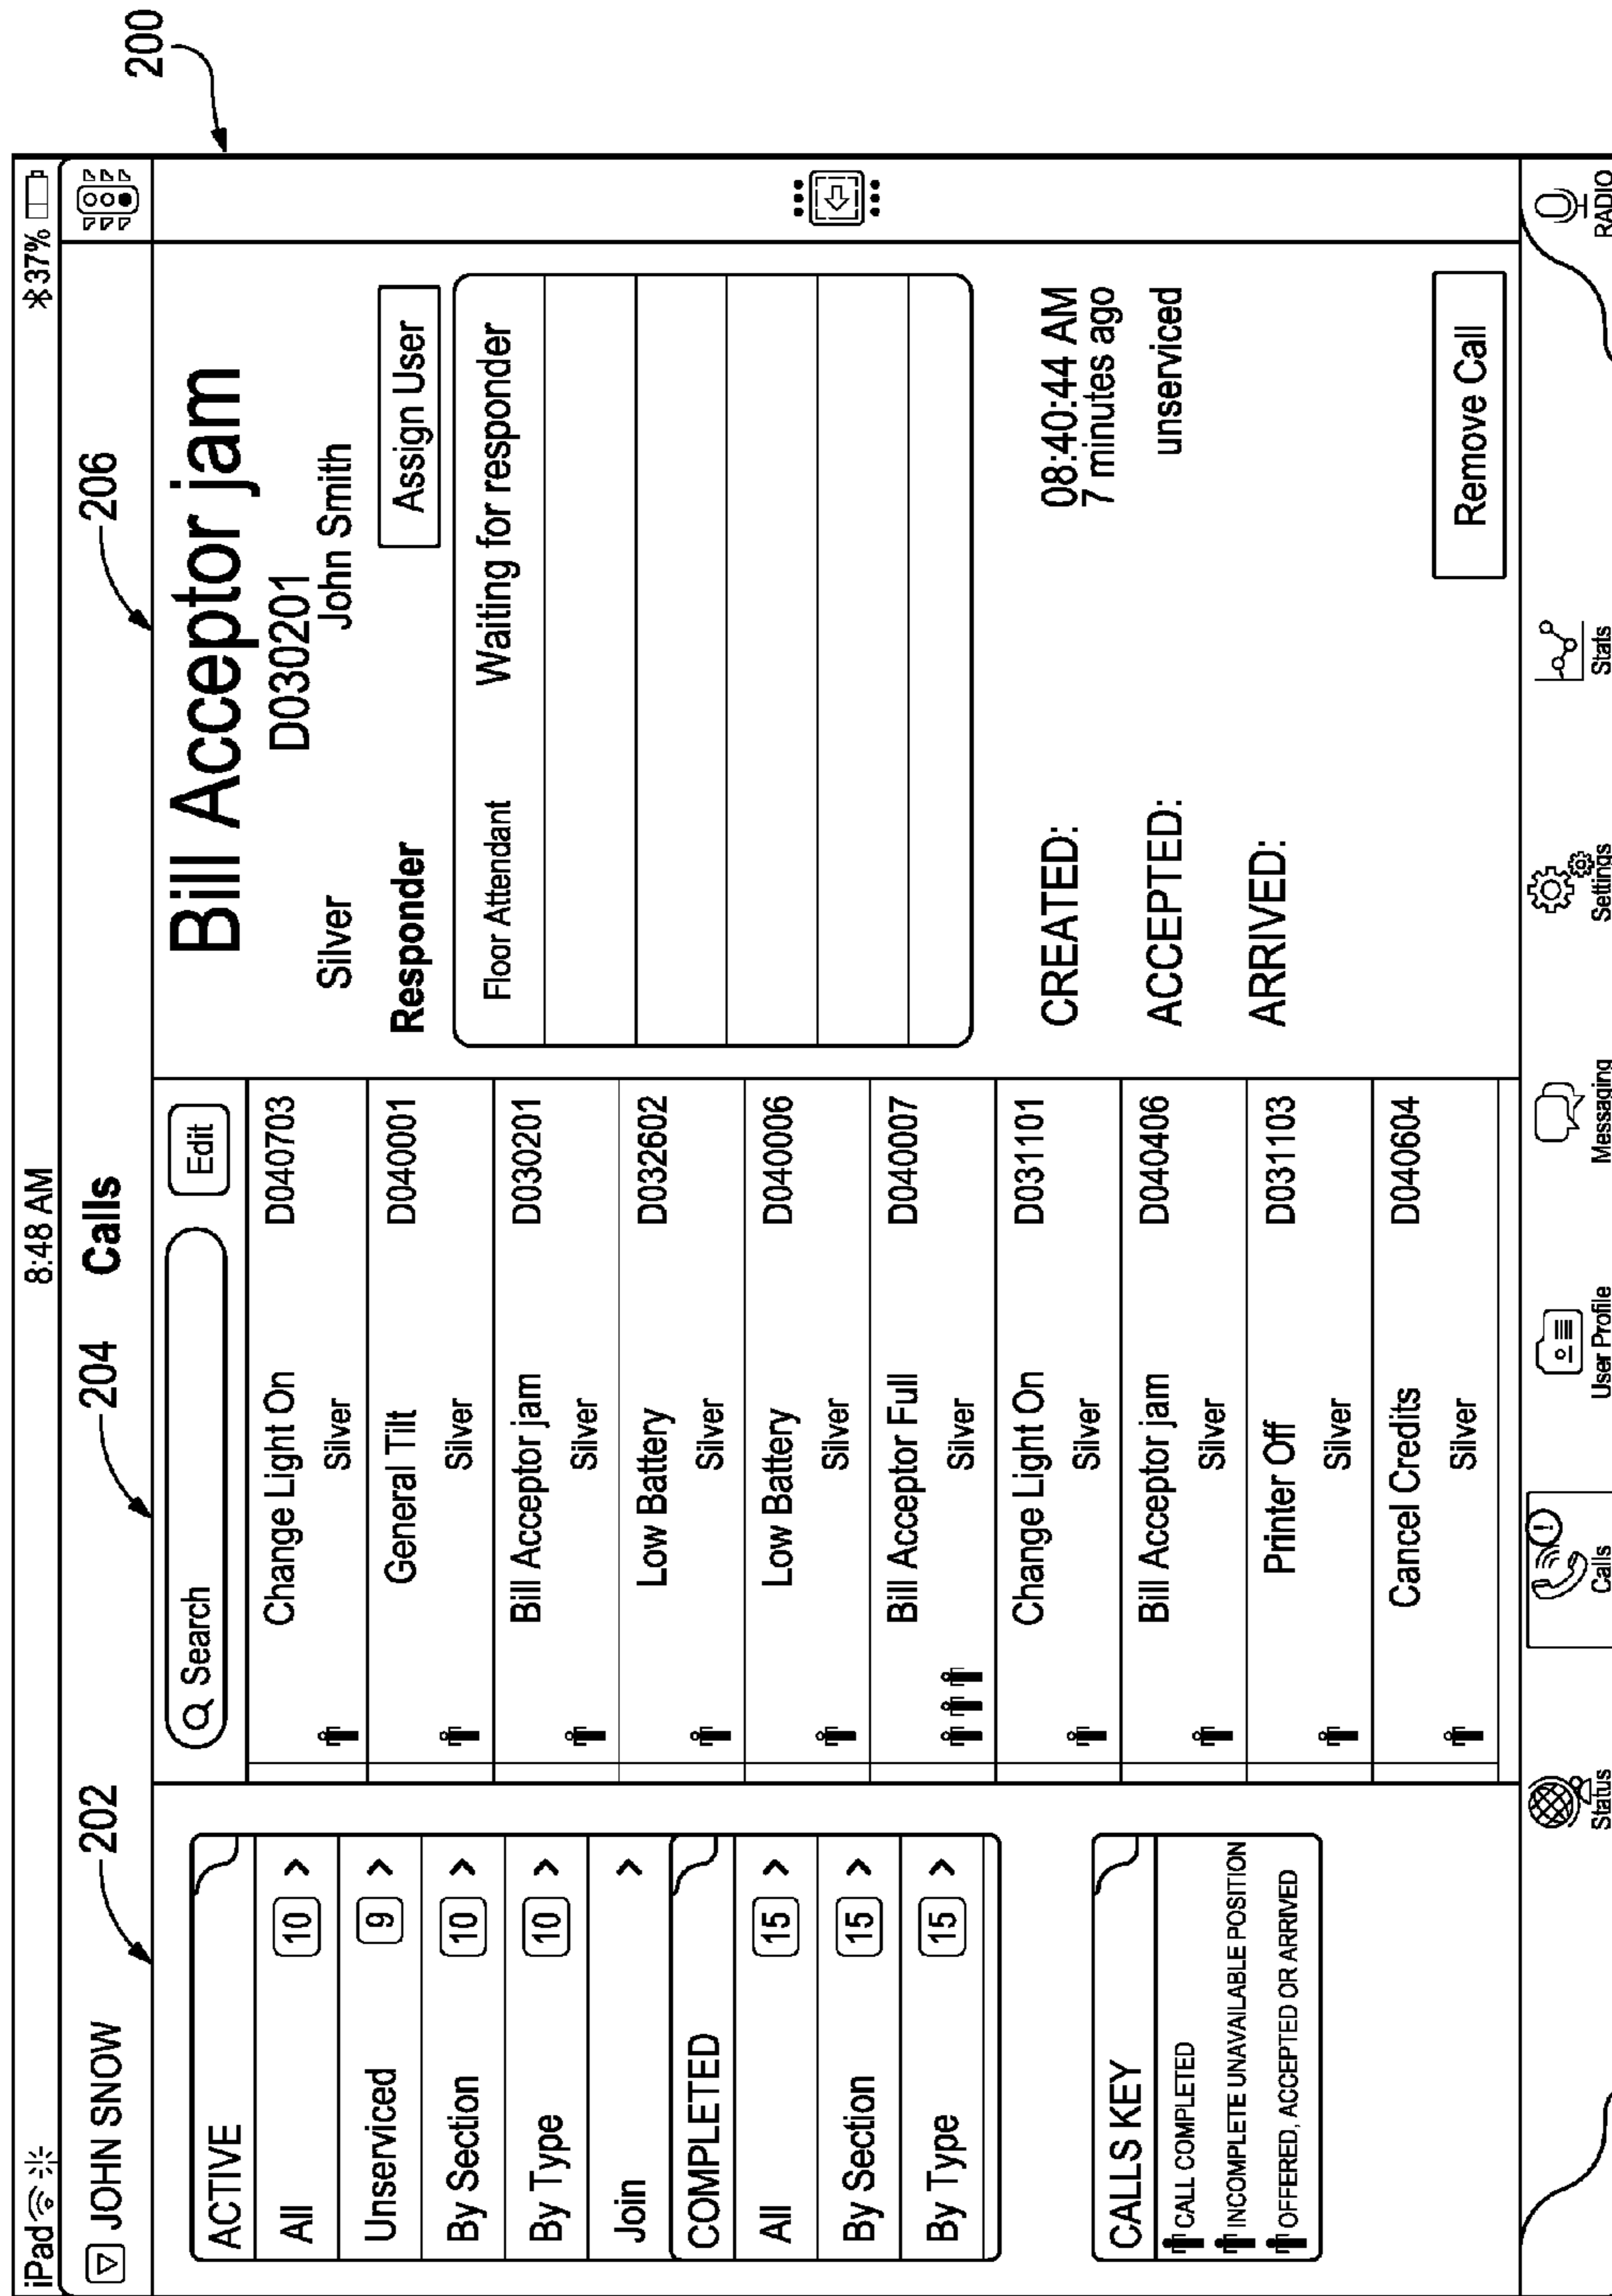 iPad 8:48 AM 37%
200
JOHN SNOW 202 204 Calls 206
ACTIVE
All 10 >
Unserviced 9 >
By Section 10 >
By Type 10 >
Join >
COMPLETED
All 15 >
By Section 15 >
By Type 15 >
CALLS KEY
CALL COMPLETED
INCOMPLETE UNAVAILABLE POSITION
OFFERED, ACCEPTED OR ARRIVED
Search Edit
Change Light On D040703
Silver
General Tilt D040001
Silver
Bill Acceptor jam D030201
Silver
Low Battery D032602
Silver
Low Battery D040006
Silver
Bill Acceptor Full D040007
Silver
Change Light On D031101
Silver
Bill Acceptor jam D040406
Silver
Printer Off D031103
Silver
Cancel Credits D040604
Silver
Bill Acceptor jam
D030201
Silver John Smith
Responder Assign User
Floor Attendant Waiting for responder
CREATED: 08:40:44 AM
7 minutes ago
ACCEPTED: unserviced
ARRIVED:
Remove Call
Status Calls User Profile Messaging Settings Stats RADIO